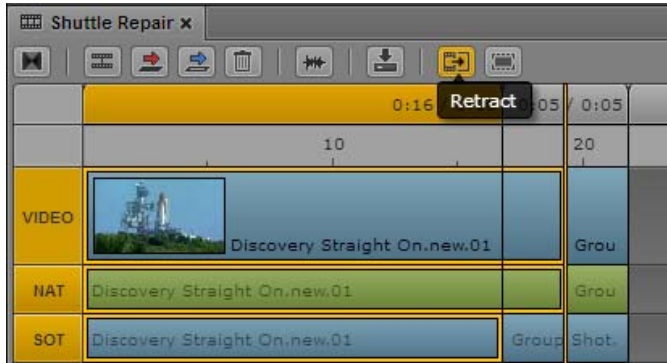 Shuttle Repair ×
0:16 / 0:05 / 0:05
Retract
10 20
VIDEO Discovery Straight On.new.01 Grou
NAT Discovery Straight On.new.01 Grou
SOT Discovery Straight On.new.01 Group Shot.